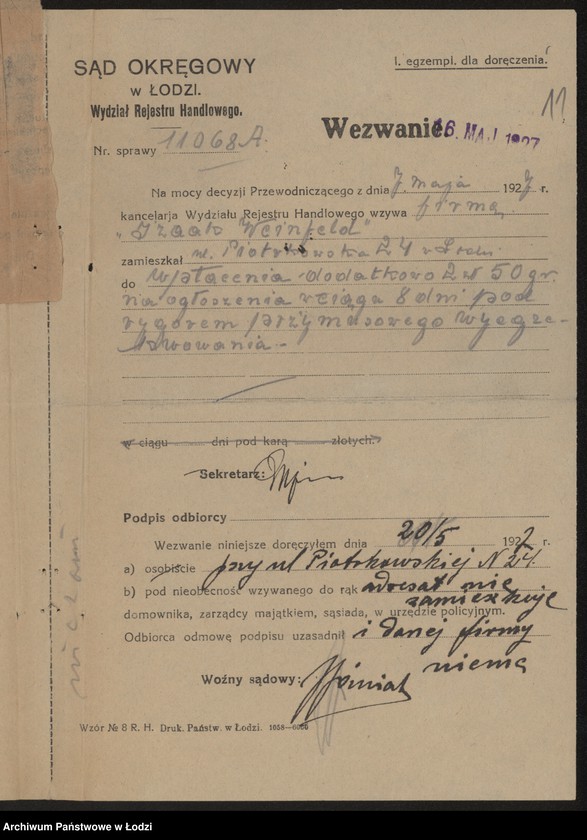 SĄD OKRĘGOWY
w ŁODZI.
Wydział Rejestru Handlowego.
I. egzempl. dla doręczenia.
11
Wezwanie
16. MAJ 1927
Nr. sprawy 11068A.
Na mocy decyzji Przewodniczącego z dnia 7 maja 1927 r.
kancelarja Wydziału Rejestru Handlowego wzywa firmę
„Izaak Weinfeld"
zamieszkał ul. Piotrkowska 24 w Łodzi
do wpłacenia dodatkowo 2 zł 50 gr.
na ogłoszenia w ciągu 8 dni pod
rygorem przymusowego wyegze-
kwowania -
w ciągu dni pod karą złotych.
Sekretarz:
Podpis odbiorcy
Wezwanie niniejsze doręczyłem dnia 20/5 1927 r.
a) osobiście przy ul Piotrkowskiej N 24.
b) pod nieobecność wzywanego do rąk adresat nie
zamieszkuje
domownika, zarządcy majątkiem, sąsiada, w urzędzie policyjnym.
Odbiorca odmowę podpisu uzasadnił i danej firmy
niema
Woźny sądowy:
Wzór № 8 R. H. Druk. Państw. w Łodzi.
Archiwum Państwowe w Łodzi